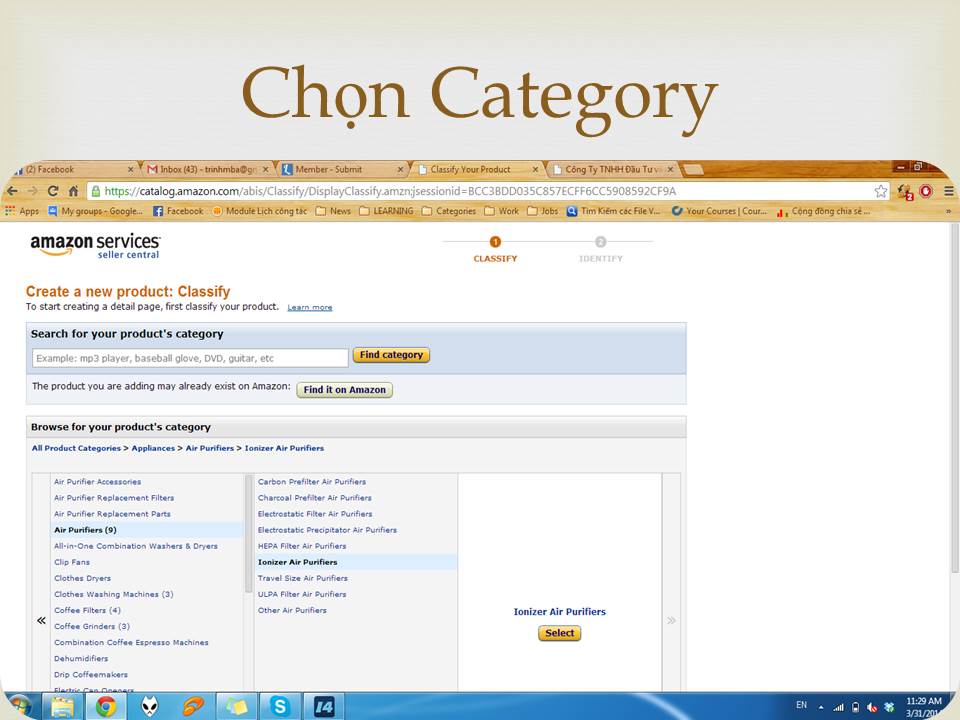 Chọn Category
(2) Facebook
Inbox (43) - trinhmba@gm
Member - Submit
Classify Your Product
Công Ty TNHH Đầu Tư và
https://catalog.amazon.com/abis/Classify/DisplayClassify.amzn;jsessionid=BCC3BDD035C857ECFF6CC5908592CF9A
2
Apps
My groups - Google...
Facebook
Module Lịch công tác
News
LEARNING
Categories
Work
Jobs
Tìm Kiếm các File V...
Your Courses | Cour...
Cộng đồng chia sẻ ...
»
amazon services
seller central
1
2
CLASSIFY
IDENTIFY
Create a new product: Classify
To start creating a detail page, first classify your product. Learn more
Search for your product's category
Example: mp3 player, baseball glove, DVD, guitar, etc
Find category
The product you are adding may already exist on Amazon:
Find it on Amazon
Browse for your product's category
All Product Categories > Appliances > Air Purifiers > Ionizer Air Purifiers
«
Air Purifier Accessories
Air Purifier Replacement Filters
Air Purifier Replacement Parts
Air Purifiers (9)
All-in-One Combination Washers & Dryers
Clip Fans
Clothes Dryers
Clothes Washing Machines (3)
Coffee Filters (4)
Coffee Grinders (3)
Combination Coffee Espresso Machines
Dehumidifiers
Drip Coffeemakers
Electric Can Openers
Carbon Prefilter Air Purifiers
Charcoal Prefilter Air Purifiers
Electrostatic Filter Air Purifiers
Electrostatic Precipitator Air Purifiers
HEPA Filter Air Purifiers
Ionizer Air Purifiers
Travel Size Air Purifiers
ULPA Filter Air Purifiers
Other Air Purifiers
Ionizer Air Purifiers
Select
»
EN
11:29 AM
3/31/201